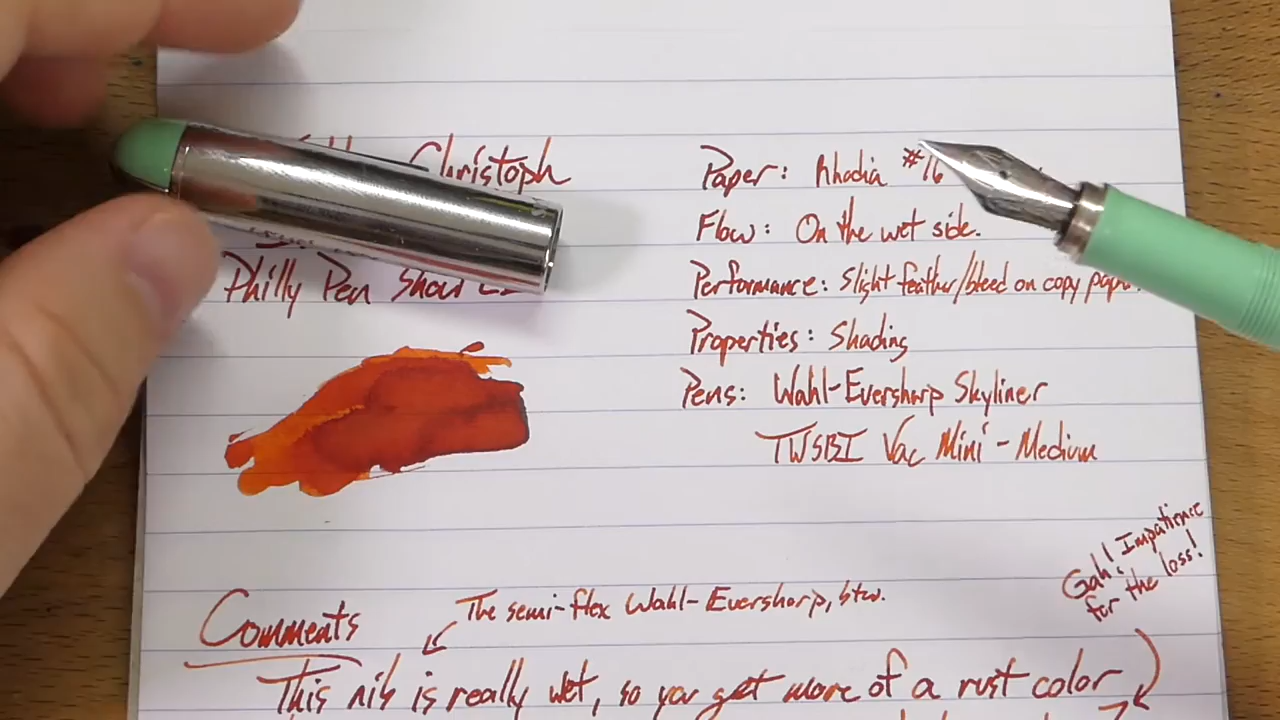 Christoph
Philly Pen Show
Paper: Rhodia #16
Flow: On the wet side.
Performance: Slight feather/bleed on copy paper.
Properties: Shading
Pens: Wahl-Eversharp Skyliner
TWSBI Vac Mini - Medium
Gah! Impatience
for the loss!
Comments
The semi-flex Wahl-Eversharp, btw.
This nib is really wet, so you get more of a rust color